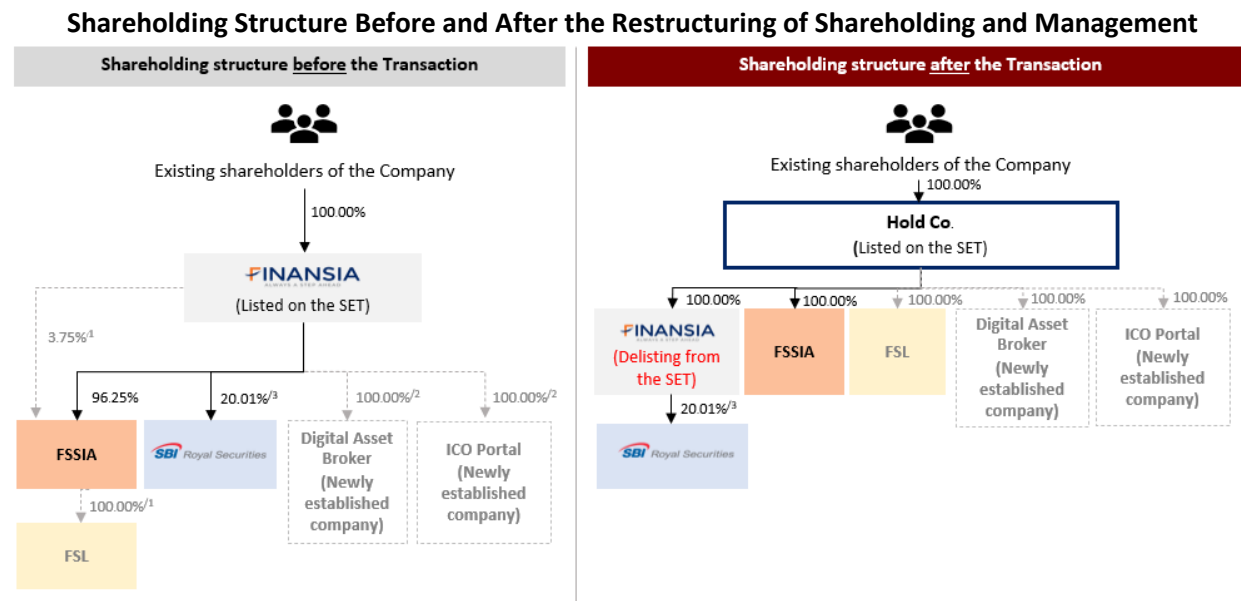 Shareholding Structure Before and After the Restructuring of Shareholding and Management
Shareholding structure before the Transaction
Existing shareholders of the Company
100.00%
FINANSIA
ALWAYS A STEP AHEAD
(Listed on the SET)
3.75%/1
96.25%
20.01%/3
100.00%/2
100.00%/2
FSSIA
SBI Royal Securities
Digital Asset
Broker
(Newly
established
company)
ICO Portal
(Newly
established
company)
100.00%/1
FSL
Shareholding structure after the Transaction
Existing shareholders of the Company
100.00%
Hold Co.
(Listed on the SET)
100.00%
100.00%
100.00%
100.00%
100.00%
FINANSIA
ALWAYS A STEP AHEAD
(Delisting from
the SET)
FSSIA
FSL
Digital Asset
Broker
(Newly
established
company)
ICO Portal
(Newly
established
company)
20.01%/3
SBI Royal Securities